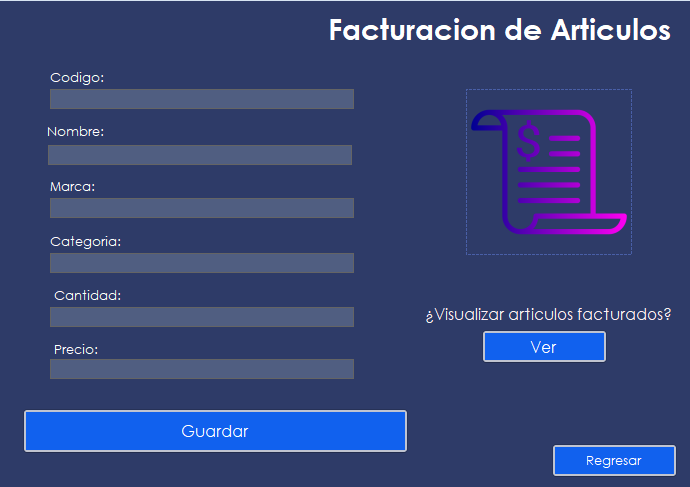 Facturacion de Articulos
Codigo:
Nombre:
Marca:
Categoria:
Cantidad:
Precio:
Guardar
$
¿Visualizar articulos facturados?
Ver
Regresar